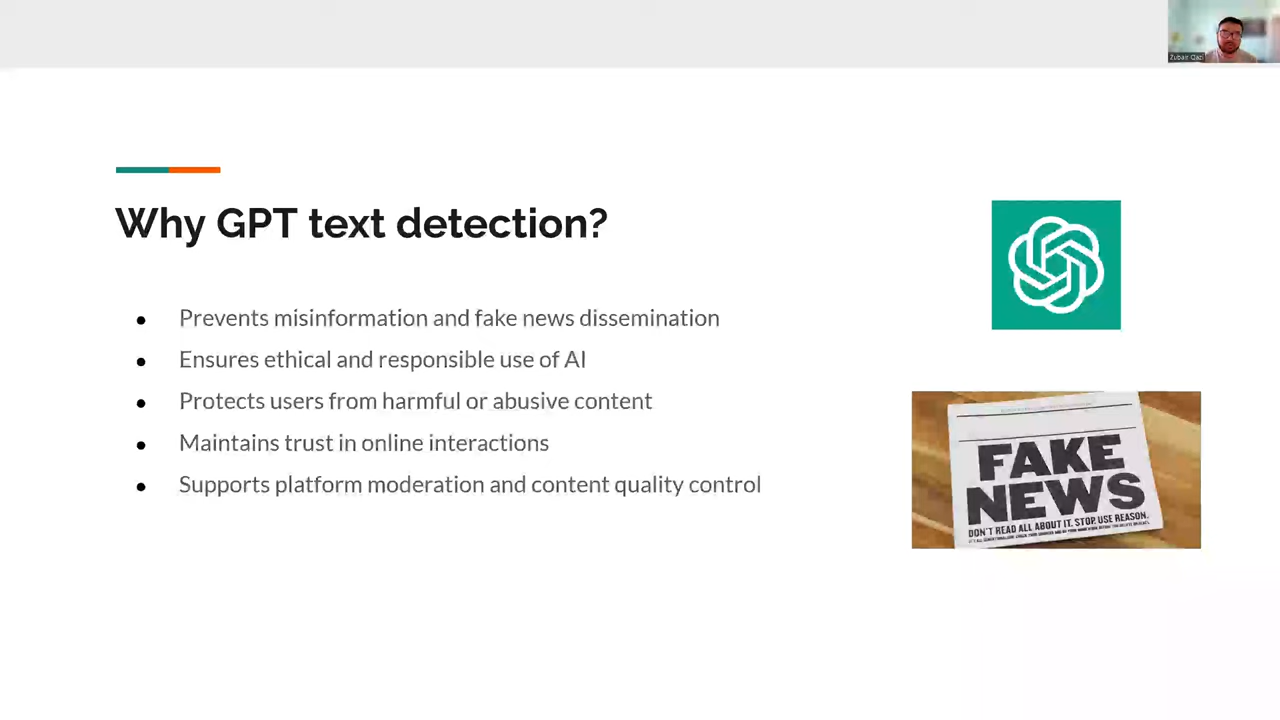 Zubair Qazi
Why GPT text detection?
Prevents misinformation and fake news dissemination
Ensures ethical and responsible use of AI
Protects users from harmful or abusive content
Maintains trust in online interactions
Supports platform moderation and content quality control
FAKE
NEWS
DON'T READ ALL ABOUT IT. STOP. USE REASON.